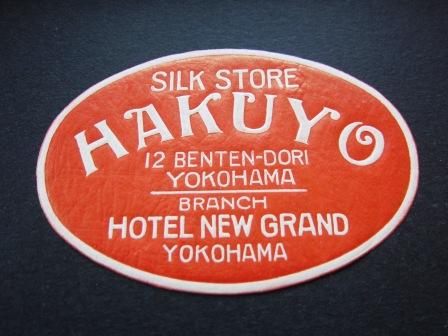 SILK STORE
HAKUYO
12 BENTEN-DORI
YOKOHAMA
BRANCH
HOTEL NEW GRAND
YOKOHAMA